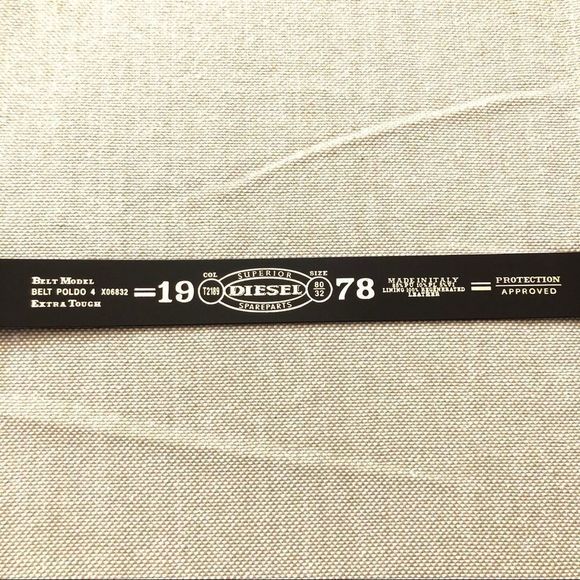 BELT MODEL
BELT POLDO 4 X06832
EXTRA TOUGH
=19
COL
T2189
SUPERIOR
DIESEL
SPAREPARTS
SIZE
80
32
78
MADE IN ITALY
LINING 100% REGENERATED
LEATHER
=
PROTECTION
APPROVED